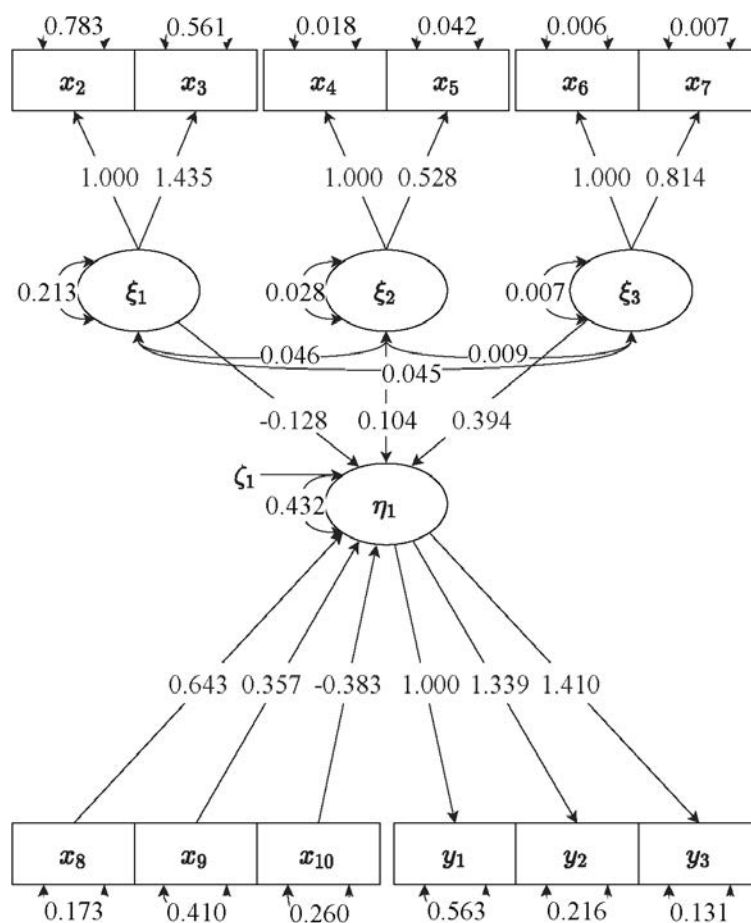 0.783 0.561 0.018 0.042 0.006 0.007
x₂ x₃ x₄ x₅ x₆ x₇
1.000 1.435 1.000 0.528 1.000 0.814
ξ₁ ξ₂ ξ₃
0.213 0.028 0.007
0.046 0.009
0.045
-0.128 0.104 0.394
ζ₁
0.432 η₁
0.643 0.357 -0.383 1.000 1.339 1.410
x₈ x₉ x₁₀ y₁ y₂ y₃
0.173 0.410 0.260 0.563 0.216 0.131